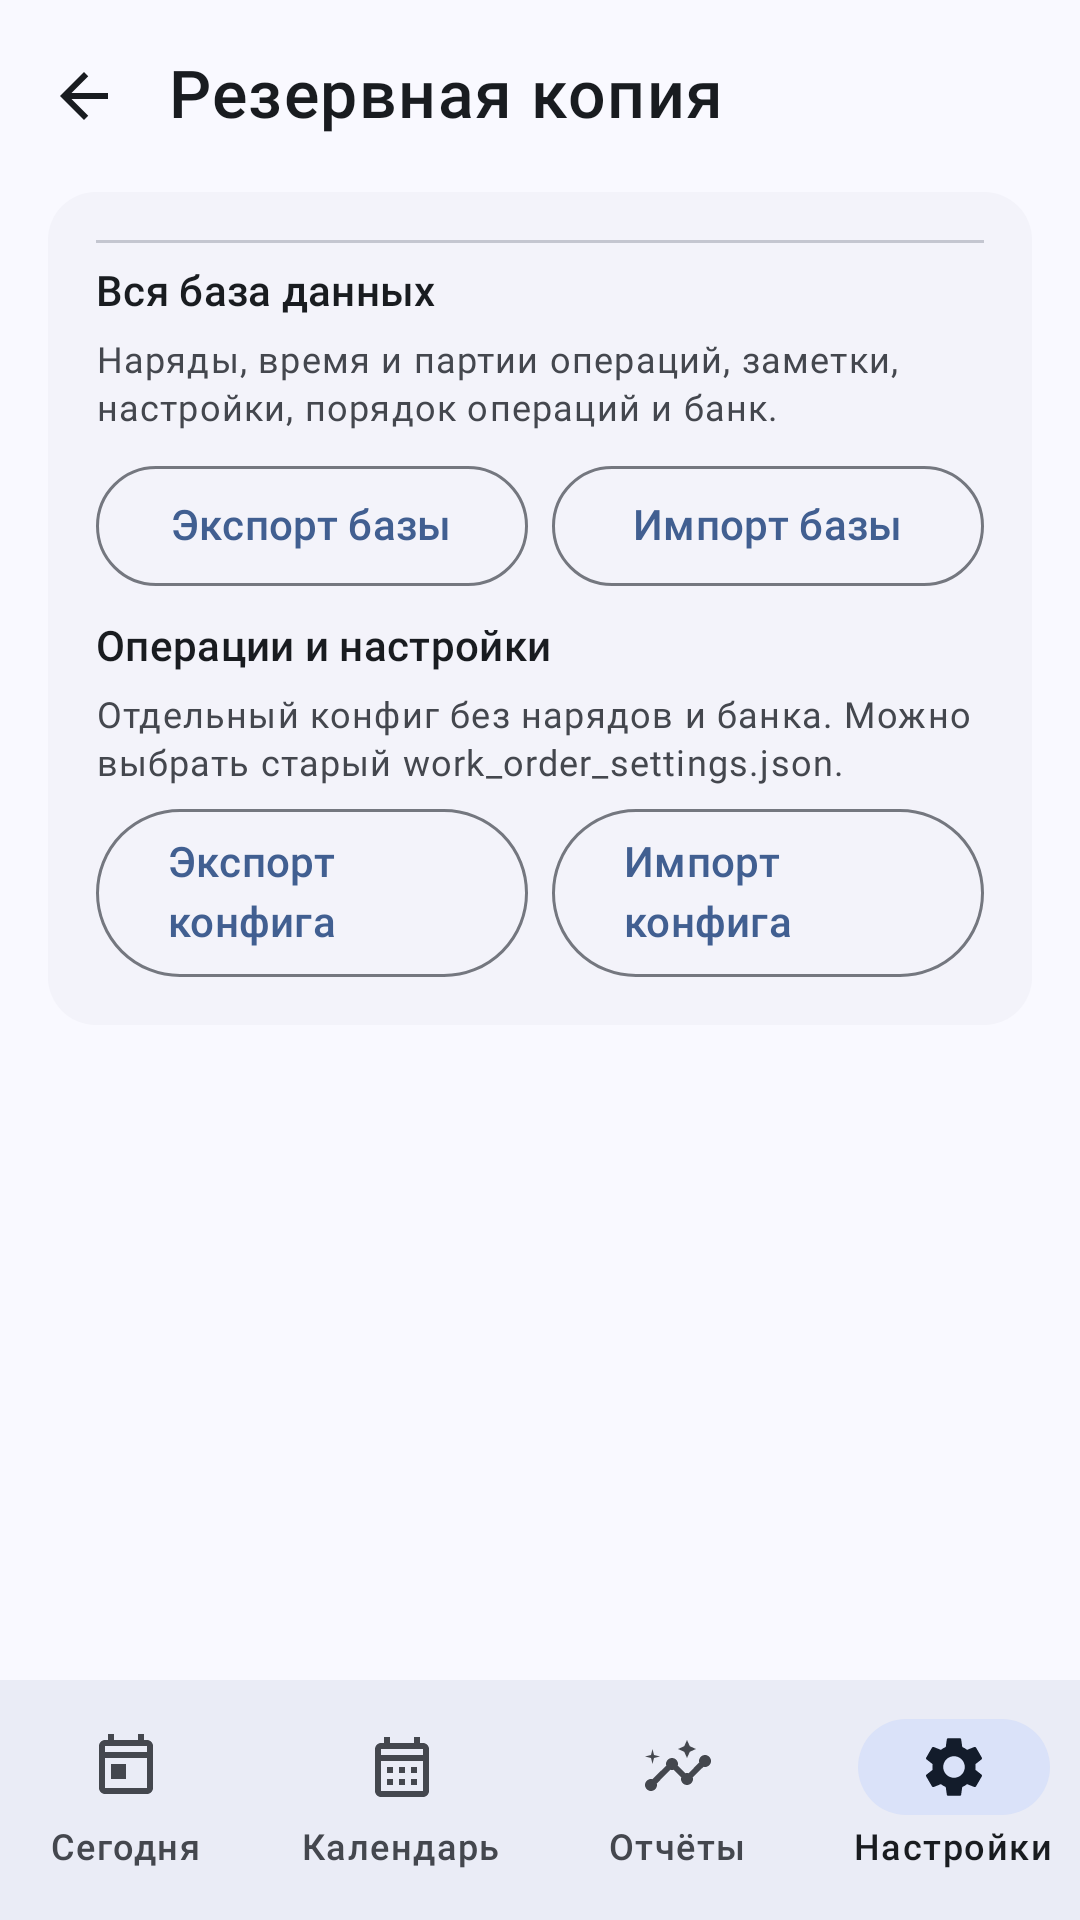 Резервная копия
Вся база данных
Наряды, время и партии операций, заметки,
настройки, порядок операций и банк.
Экспорт базы
Импорт базы
Операции и настройки
Отдельный конфиг без нарядов и банка. Можно
выбрать старый work_order_settings.json.
Экспорт
конфига
Импорт
конфига
Сегодня
Календарь
Отчёты
Настройки